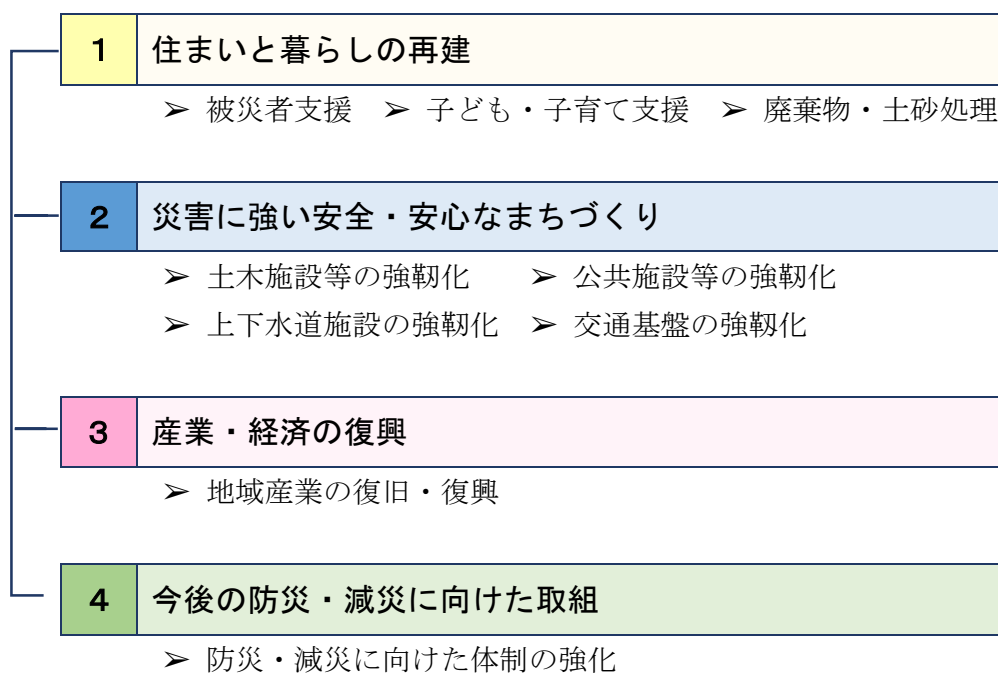 1 住まいと暮らしの再建
➢ 被災者支援 ➢ 子ども・子育て支援 ➢ 廃棄物・土砂処理
2 災害に強い安全・安心なまちづくり
➢ 土木施設等の強靭化 ➢ 公共施設等の強靭化
➢ 上下水道施設の強靭化 ➢ 交通基盤の強靱化
3 産業・経済の復興
➢ 地域産業の復旧・復興
4 今後の防災・減災に向けた取組
➢ 防災・減災に向けた体制の強化